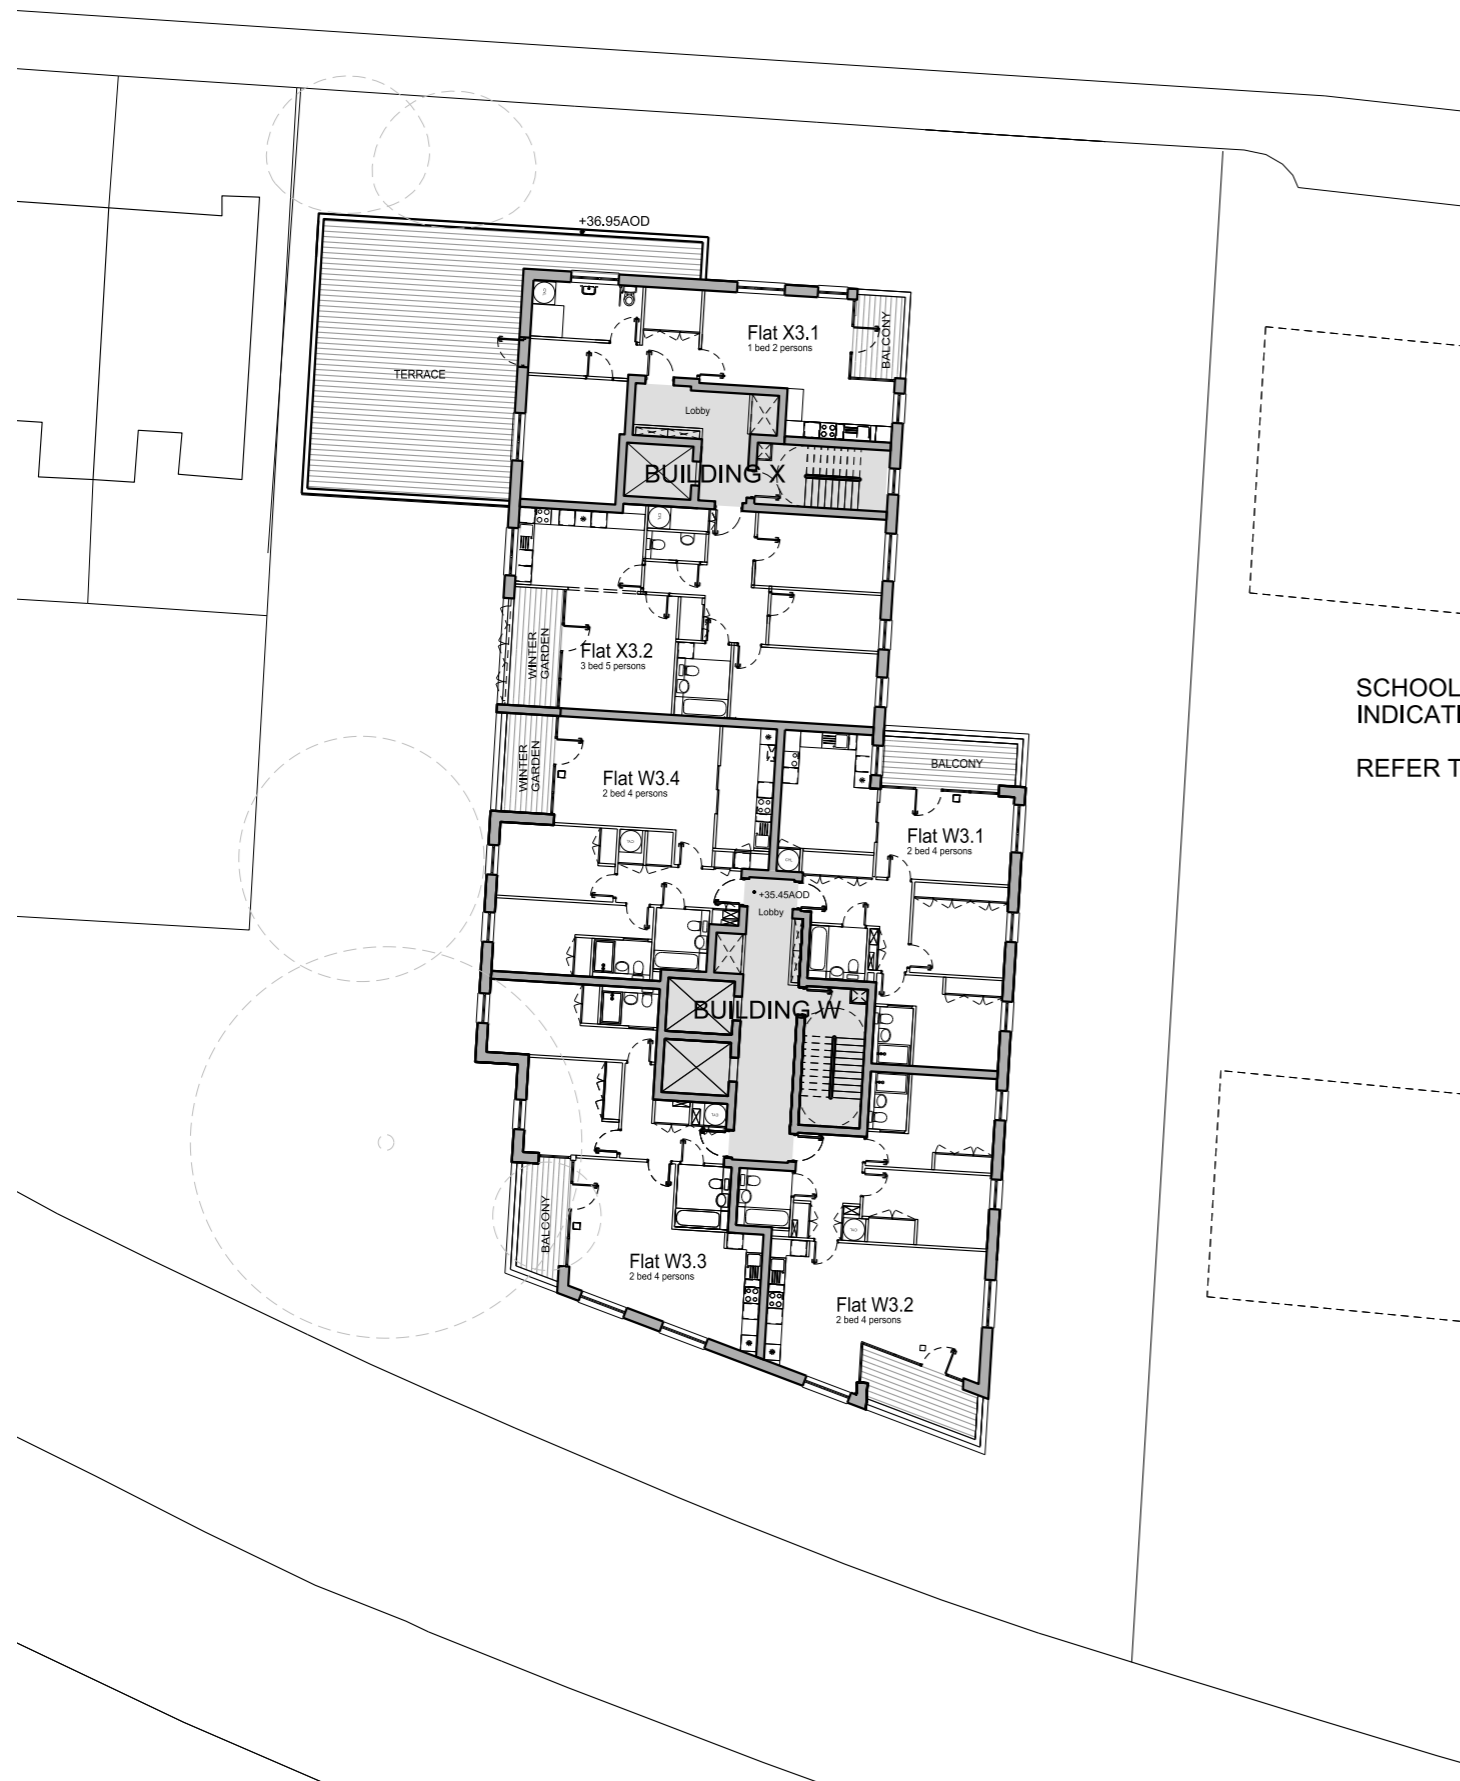 +36.95AOD
Flat X3.1
1 bed 2 persons
BALCONY
TERRACE
Lobby
BUILDING X
WINTER
GARDEN
Flat X3.2
3 bed 5 persons
SCHOOL
INDICAT
REFER T
WINTER
GARDEN
Flat W3.4
2 bed 4 persons
BALCONY
Flat W3.1
2 bed 4 persons
+35.45AOD
Lobby
BUILDING W
BALCONY
Flat W3.3
2 bed 4 persons
Flat W3.2
2 bed 4 persons